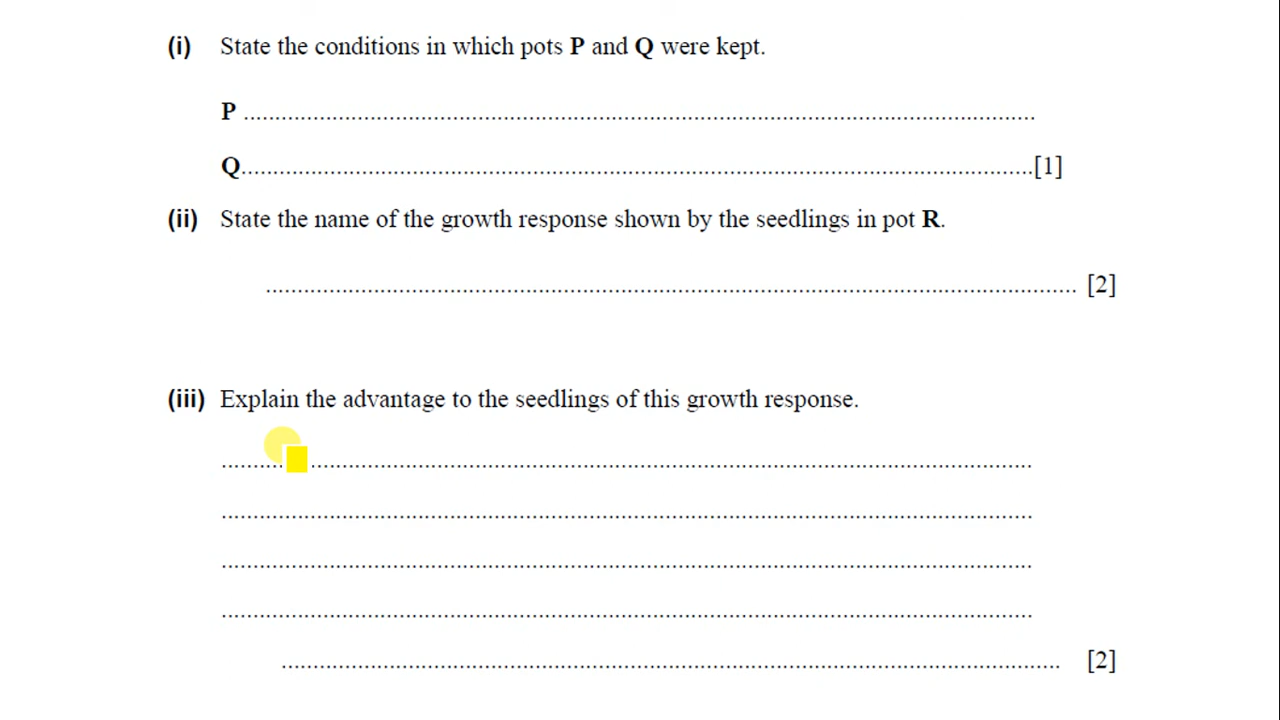 (i) State the conditions in which pots P and Q were kept.
P ........................................................................................................................
Q........................................................................................................................[1]
(ii) State the name of the growth response shown by the seedlings in pot R.
........................................................................................................................ [2]
(iii) Explain the advantage to the seedlings of this growth response.
........................................................................................................................
........................................................................................................................
........................................................................................................................
........................................................................................................................
........................................................................................................................ [2]